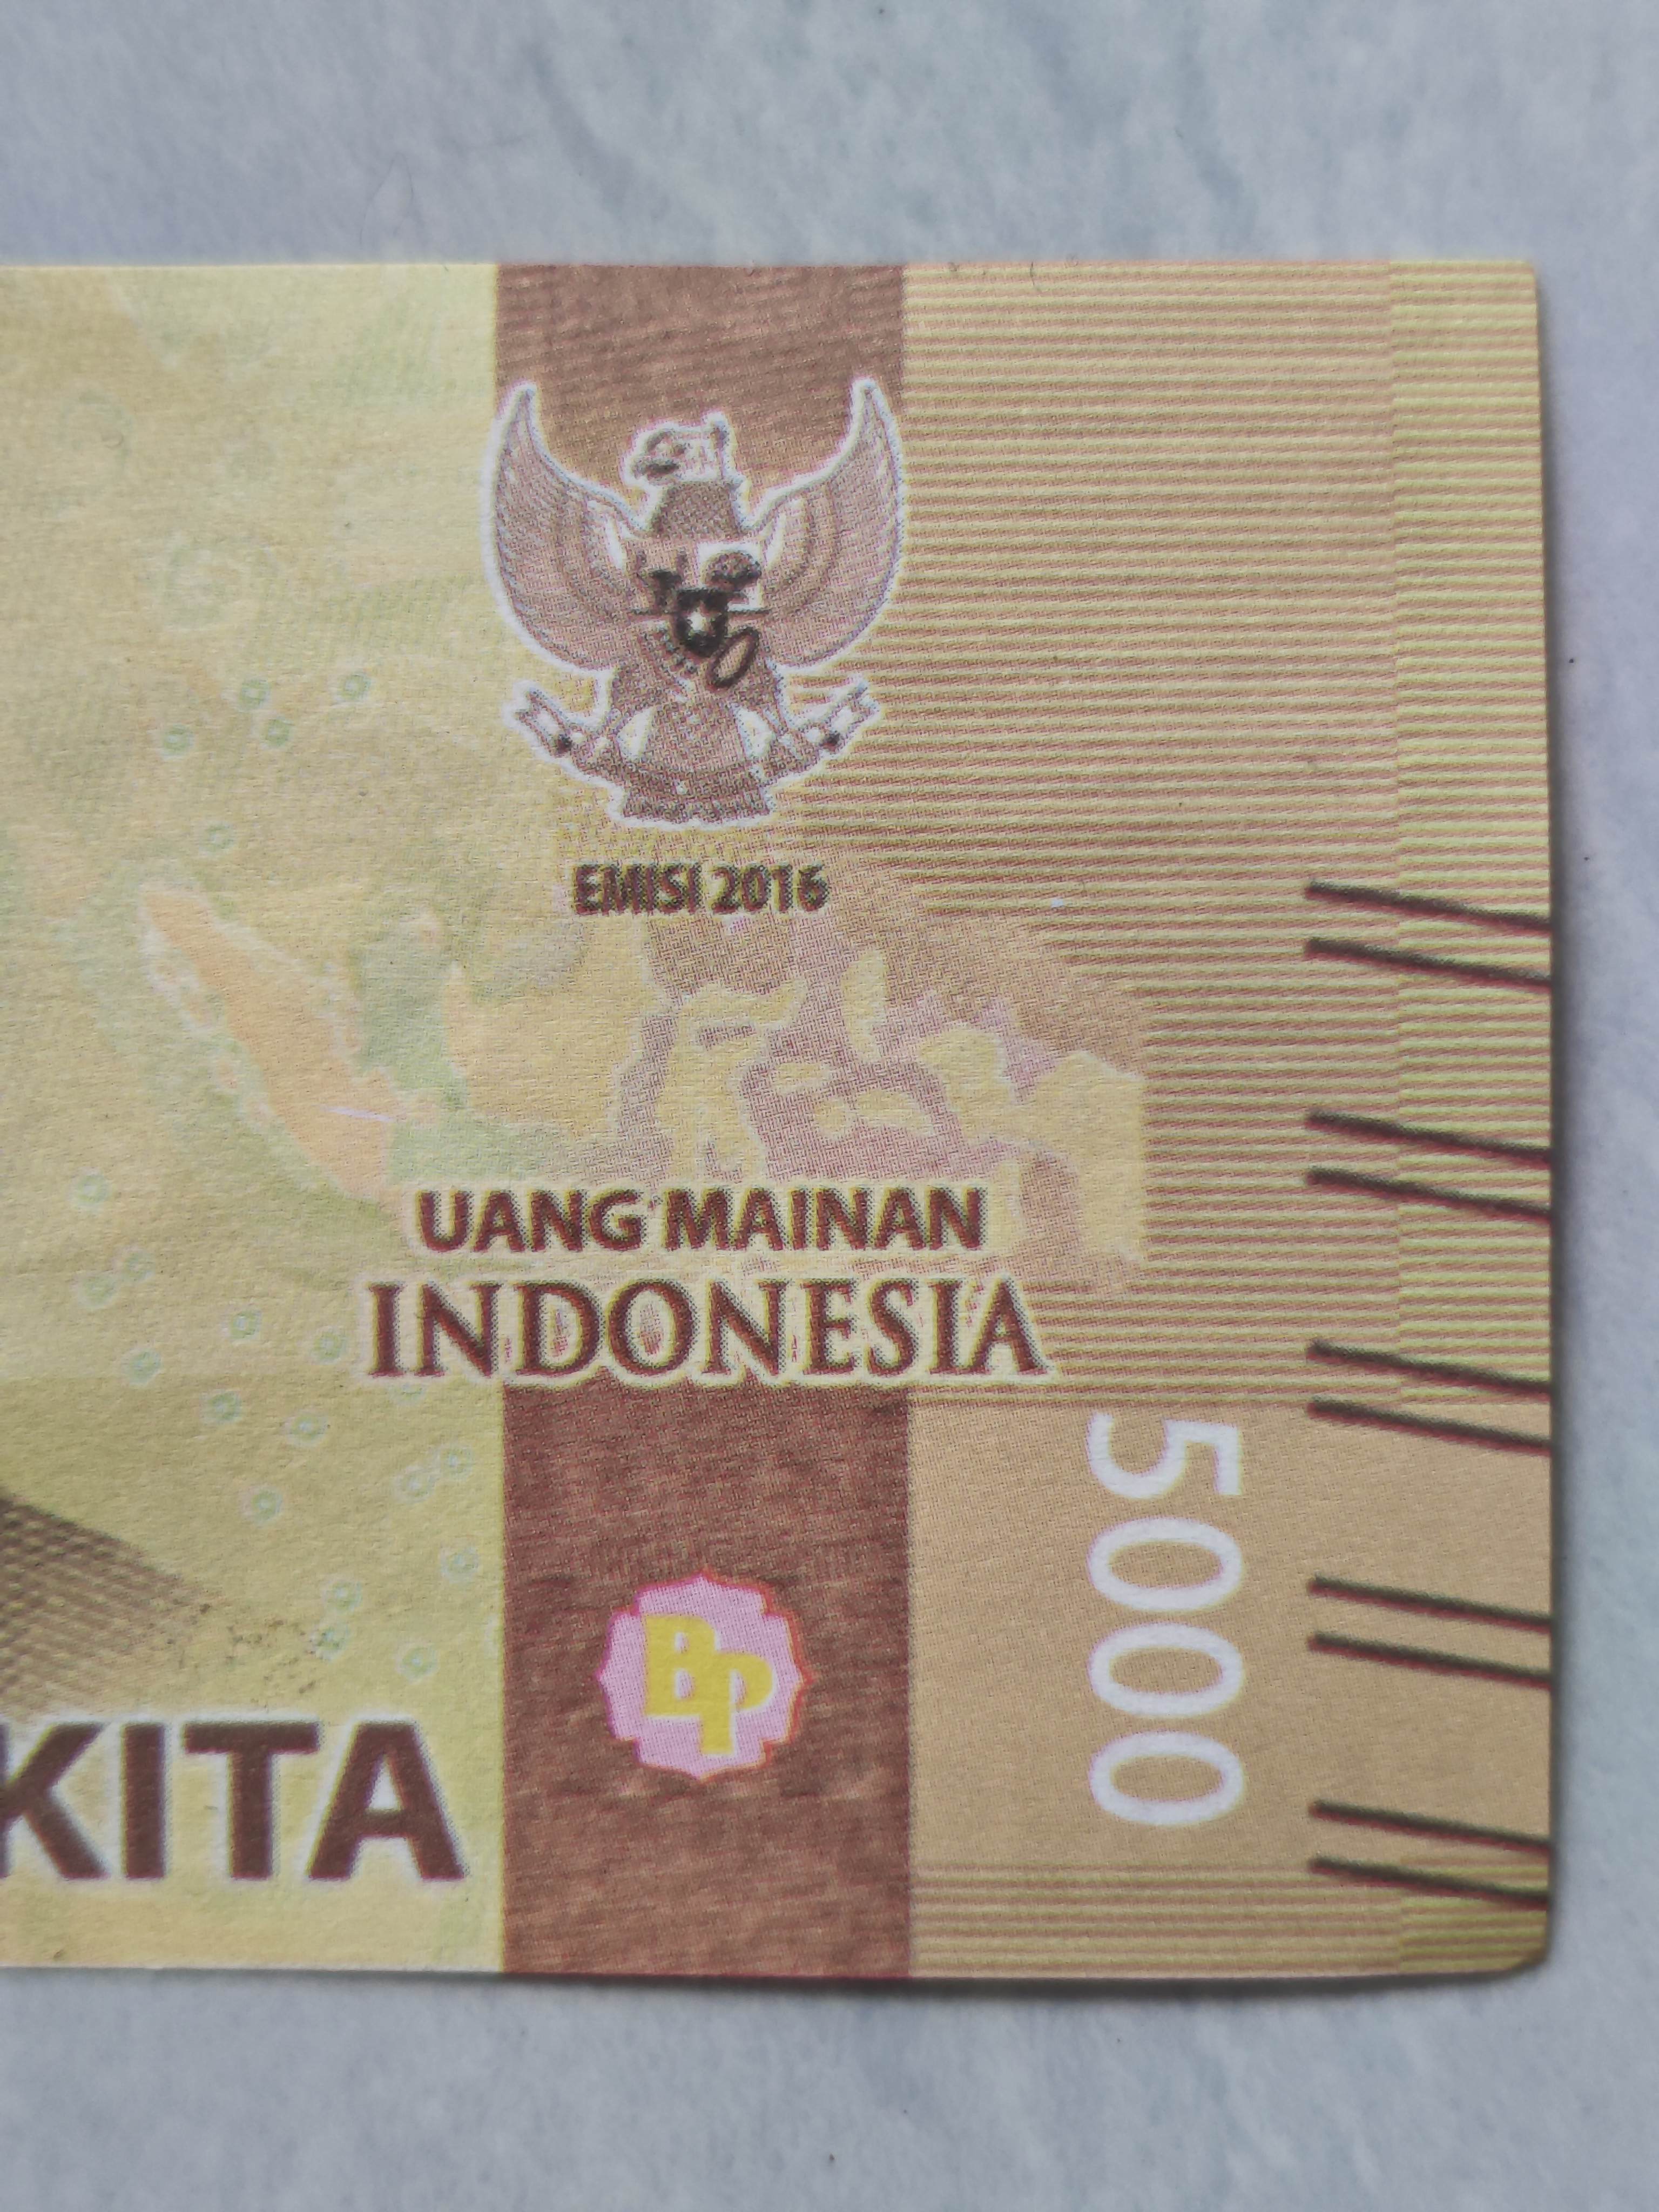 EMISI 2016
UANG MAINAN
INDONESIA
5000
BP
KITA